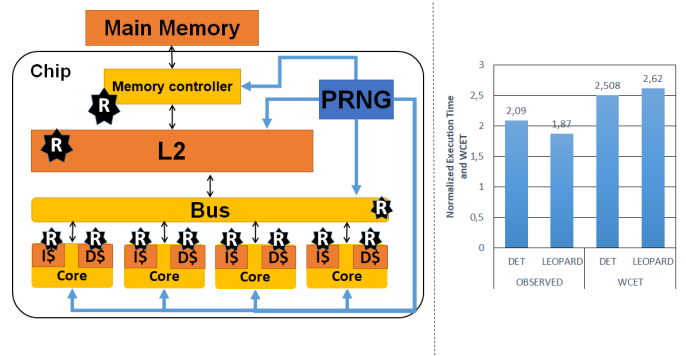 Main Memory
Chip
Memory controller
R
PRNG
R
L2
Bus
R
R R R R R R R R
I$ D$ I$ D$ I$ D$ I$ D$
Core Core Core Core
Normalized Execution Time
and WCET
3
2,5
2
1,5
1
0,5
0
2,09
1,87
2,508
2,62
DET LEOPARD DET LEOPARD
OBSERVED WCET